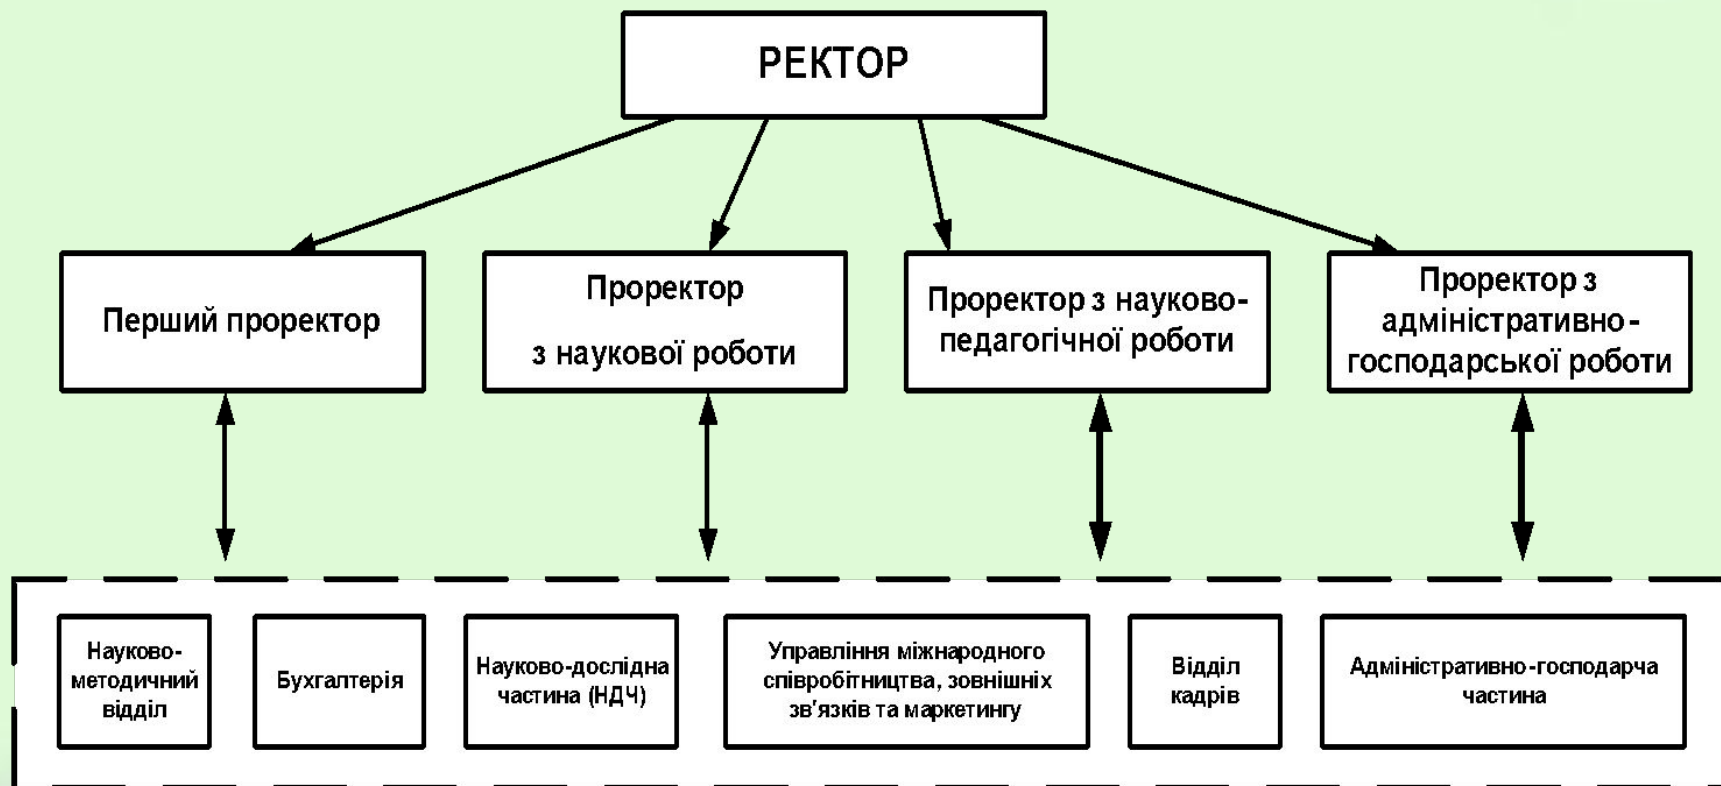 РЕКТОР
Перший проректор
Проректор
з наукової роботи
Проректор з науково-
педагогічної роботи
Проректор з
адміністративно-
господарської роботи
Науково-
методичний
відділ
Бухгалтерія
Науково-дослідна
частина (НДЧ)
Управління міжнародного
співробітництва, зовнішніх
зв'язків та маркетингу
Відділ
кадрів
Адміністративно-господарча
частина